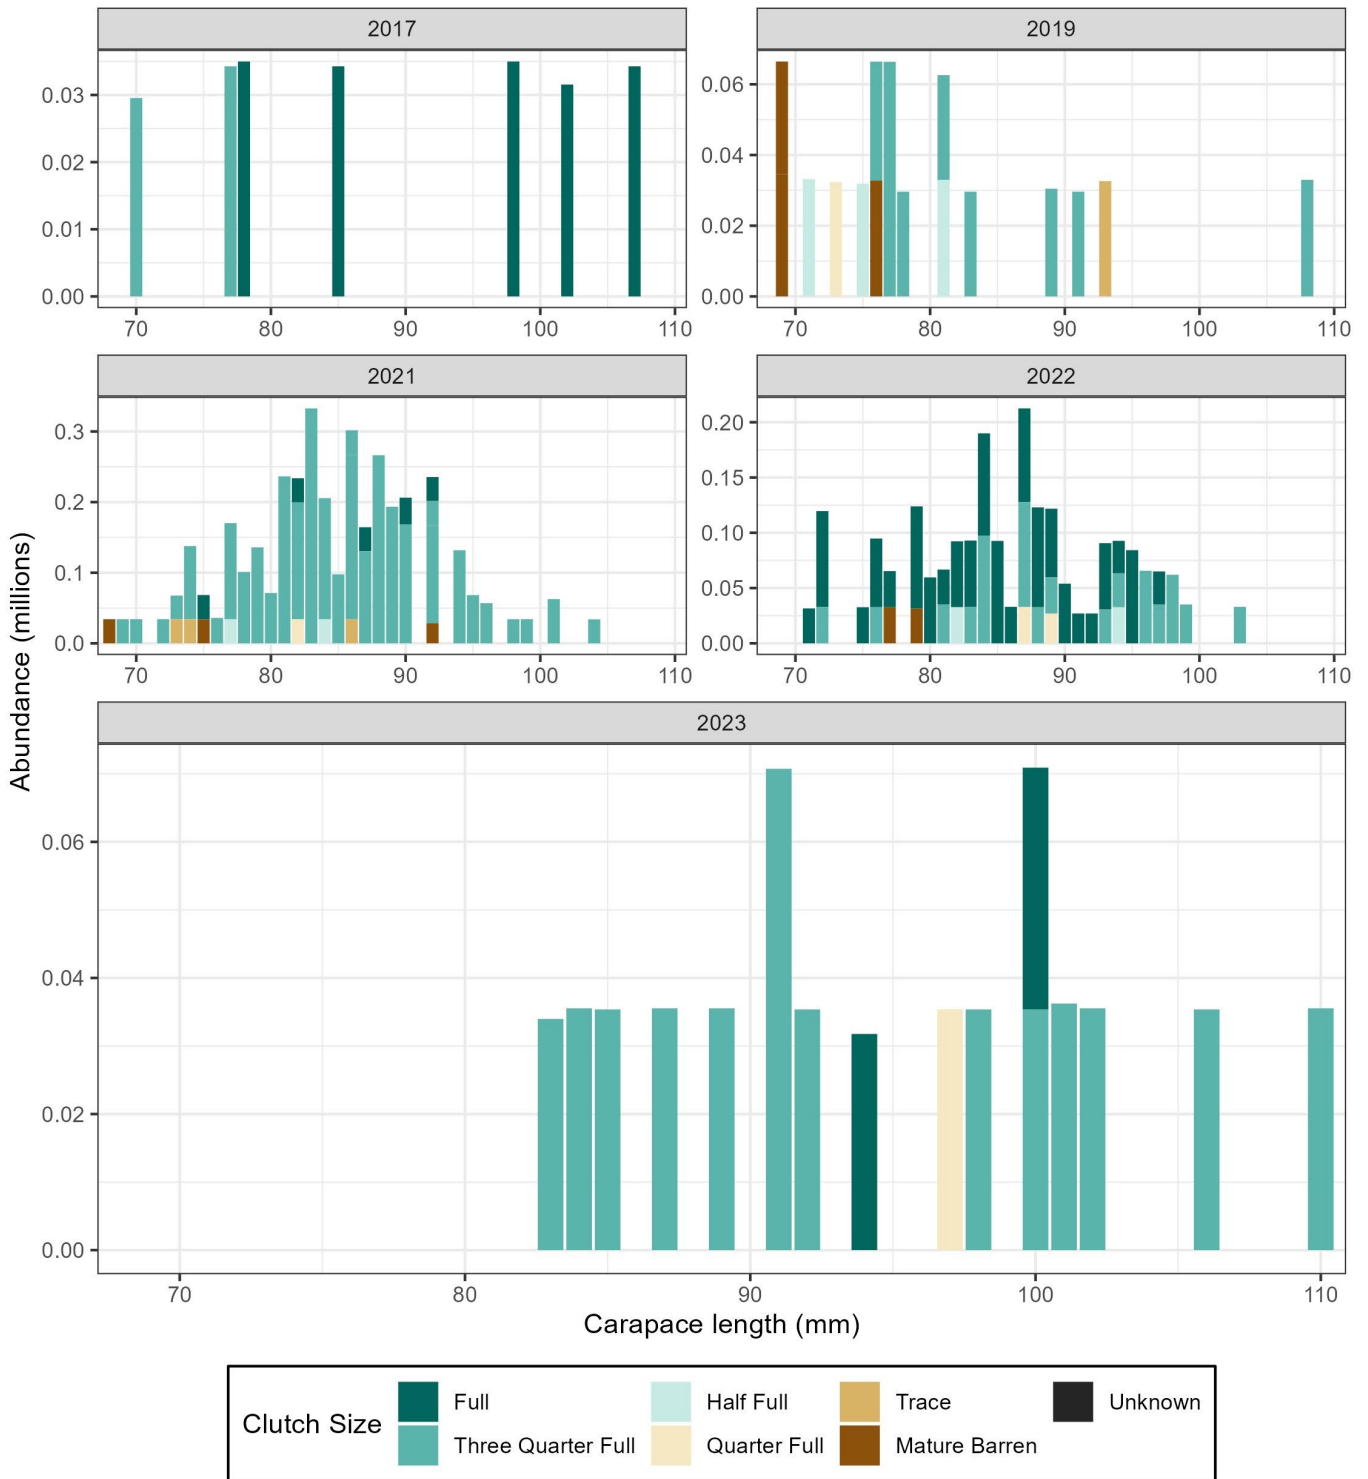 2017
2019
0.03
0.02
0.01
0.00
70 80 90 100 110
0.06
0.04
0.02
0.00
70 80 90 100 110
2021
2022
0.3
0.2
0.1
0.0
70 80 90 100 110
0.20
0.15
0.10
0.05
0.00
70 80 90 100 110
2023
0.06
0.04
0.02
0.00
70 80 90 100 110
Abundance (millions)
Carapace length (mm)
Clutch Size
Full
Three Quarter Full
Half Full
Quarter Full
Trace
Mature Barren
Unknown